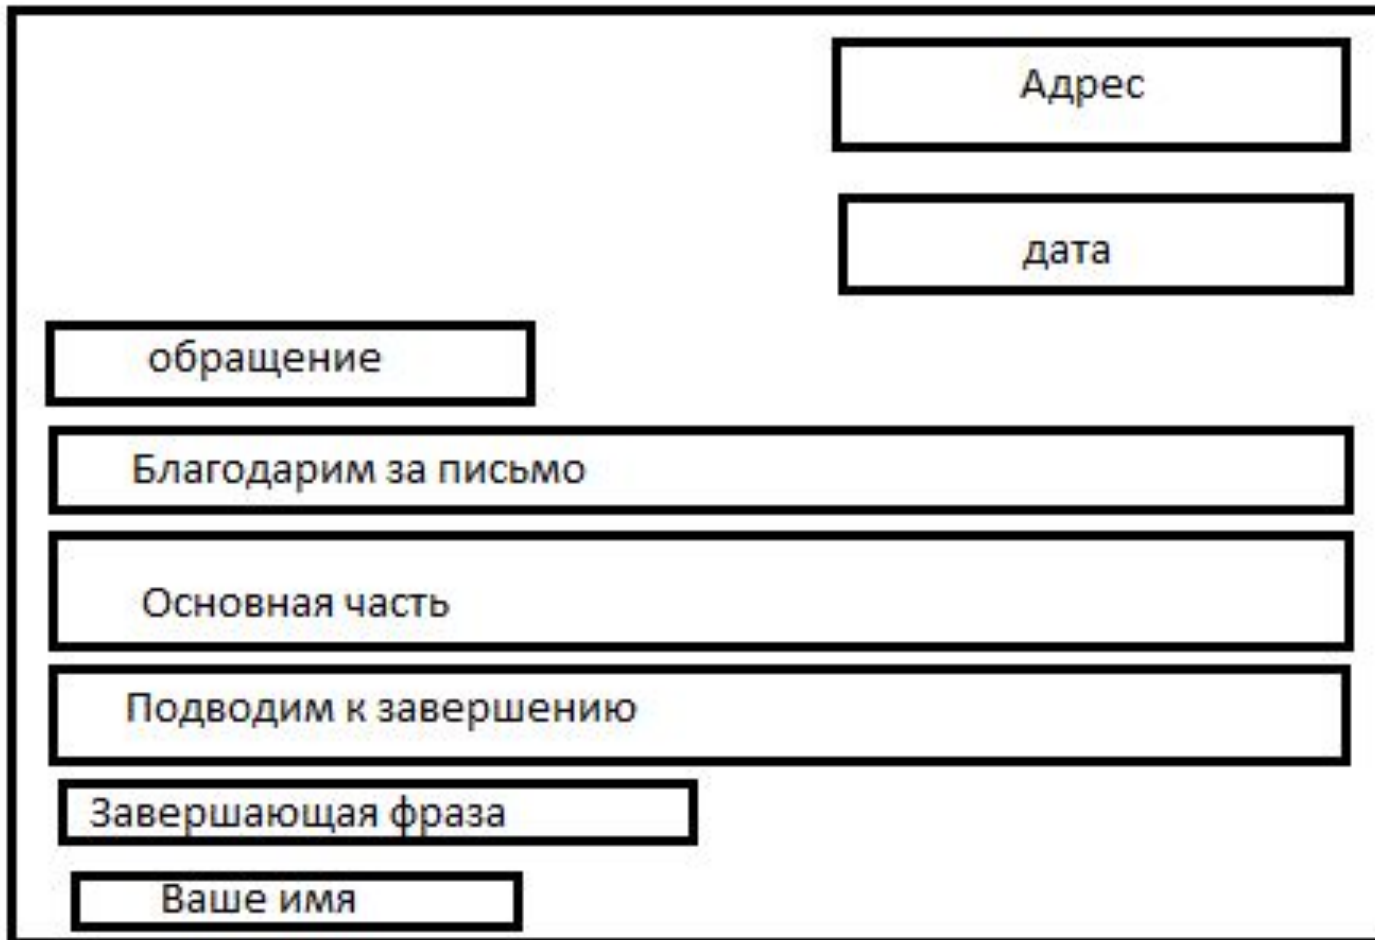 Адрес
дата
обращение
Благодарим за письмо
Основная часть
Подводим к завершению
Завершающая фраза
Ваше имя